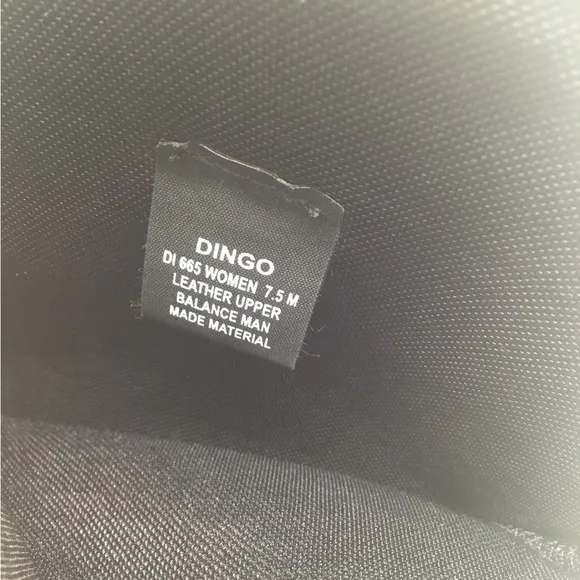 DINGO
DI 665 WOMEN 7.5 M
LEATHER UPPER
BALANCE MAN
MADE MATERIAL